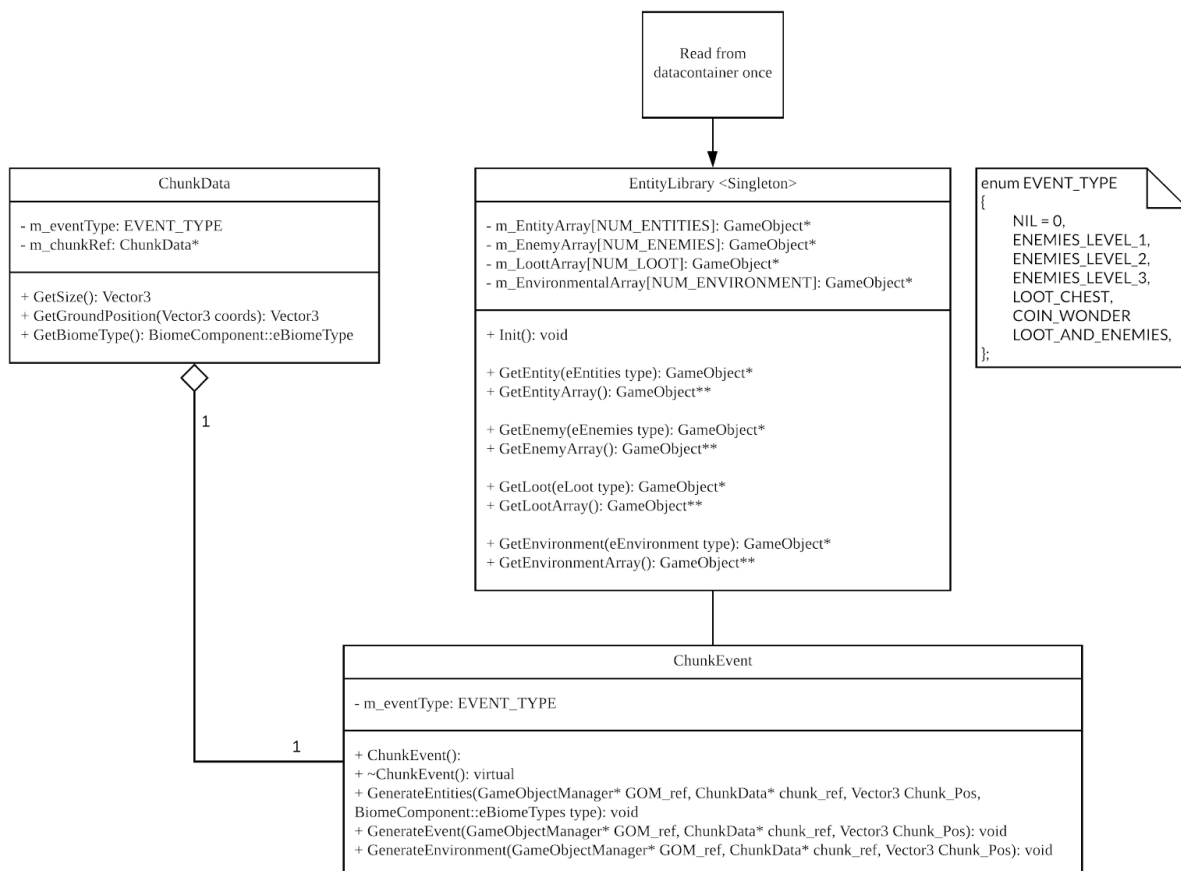 Read from
datacontainer once
ChunkData
- m_eventType: EVENT_TYPE
- m_chunkRef: ChunkData*
+ GetSize(): Vector3
+ GetGroundPosition(Vector3 coords): Vector3
+ GetBiomeType(): BiomeComponent::eBiomeType
1
EntityLibrary <Singleton>
- m_EntityArray[NUM_ENTITIES]: GameObject*
- m_EnemyArray[NUM_ENEMIES]: GameObject*
- m_LoottArray[NUM_LOOT]: GameObject*
- m_EnvironmentalArray[NUM_ENVIRONMENT]: GameObject*
+ Init(): void
+ GetEntity(eEntities type): GameObject*
+ GetEntityArray(): GameObject**
+ GetEnemy(eEnemies type): GameObject*
+ GetEnemyArray(): GameObject**
+ GetLoot(eLoot type): GameObject*
+ GetLootArray(): GameObject**
+ GetEnvironment(eEnvironment type): GameObject*
+ GetEnvironmentArray(): GameObject**
enum EVENT_TYPE
{
NIL = 0,
ENEMIES_LEVEL_1,
ENEMIES_LEVEL_2,
ENEMIES_LEVEL_3,
LOOT_CHEST,
COIN_WONDER
LOOT_AND_ENEMIES,
};
1
ChunkEvent
- m_eventType: EVENT_TYPE
+ ChunkEvent():
+ ~ChunkEvent(): virtual
+ GenerateEntities(GameObjectManager* GOM_ref, ChunkData* chunk_ref, Vector3 Chunk_Pos,
BiomeComponent::eBiomeTypes type): void
+ GenerateEvent(GameObjectManager* GOM_ref, ChunkData* chunk_ref, Vector3 Chunk_Pos): void
+ GenerateEnvironment(GameObjectManager* GOM_ref, ChunkData* chunk_ref, Vector3 Chunk_Pos): void